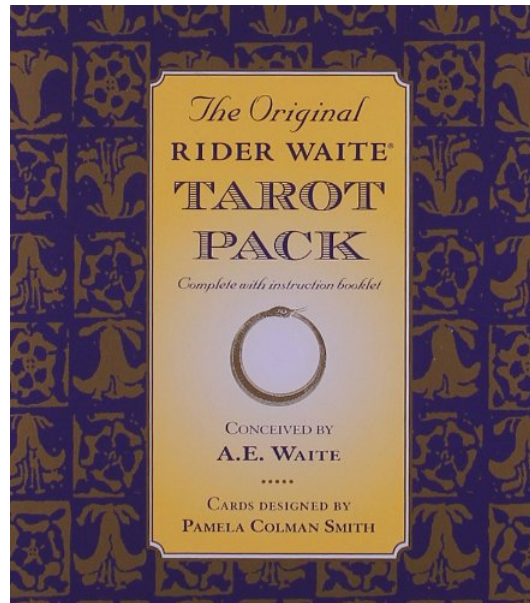 The Original
RIDER WAITE®
TAROT
PACK
Complete with instruction booklet
CONCEIVED BY
A.E. WAITE
•••••
CARDS DESIGNED BY
PAMELA COLMAN SMITH